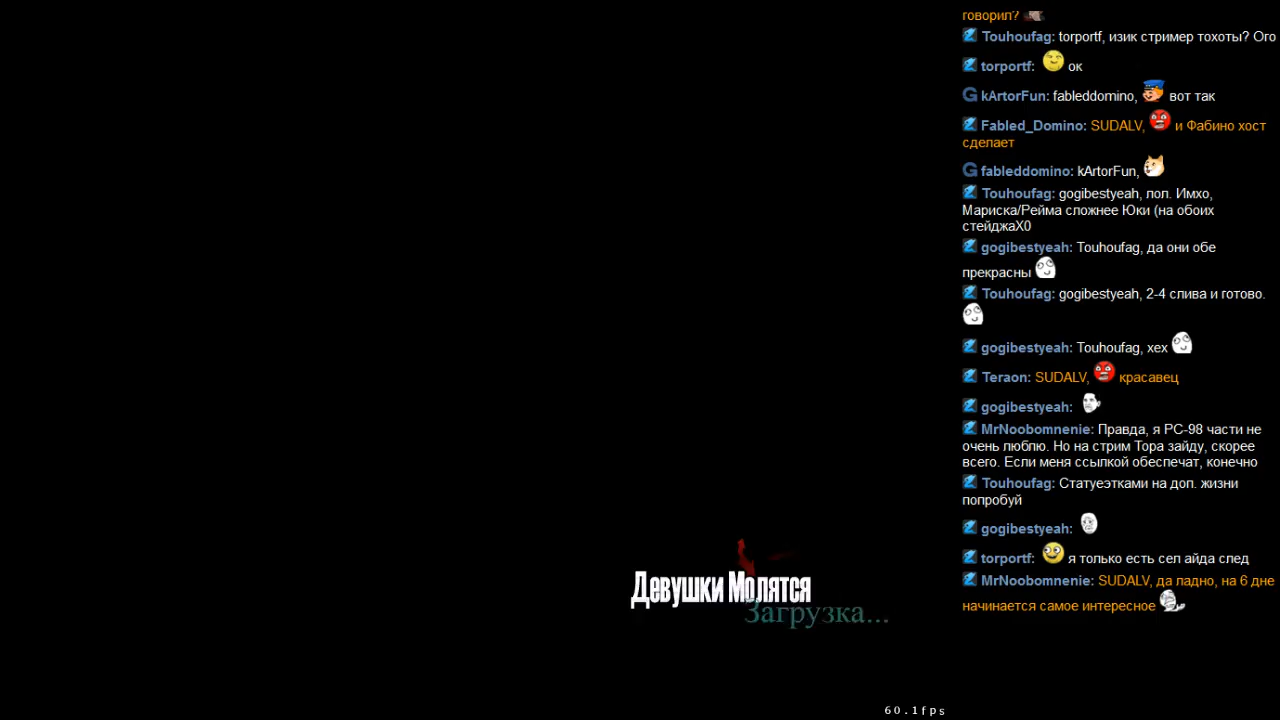 говорил?
Touhoufag: torportf, изик стример тохоты? Ого
torportf: ок
kArtorFun: fableddomino, вот так
Fabled_Domino: SUDALV, и Фабино хост
сделает
fableddomino: kArtorFun,
Touhoufag: gogibestyeah, лол. Имхо,
Мариска/Рейма сложнее Юки (на обоих
стейджаХ0
gogibestyeah: Touhoufag, да они обе
прекрасны
Touhoufag: gogibestyeah, 2-4 слива и готово.
gogibestyeah: Touhoufag, хех
Teraon: SUDALV, красавец
gogibestyeah:
MrNoobomnenie: Правда, я PC-98 части не
очень люблю. Но на стрим Тора зайду, скорее
всего. Если меня ссылкой обеспечат, конечно
Touhoufag: Статуеэтками на доп. жизни
попробуй
gogibestyeah:
torportf: я только есть сел айда след
MrNoobomnenie: SUDALV, да ладно, на 6 дне
начинается самое интересное
Девушки Молятся
Загрузка...
60.1fps